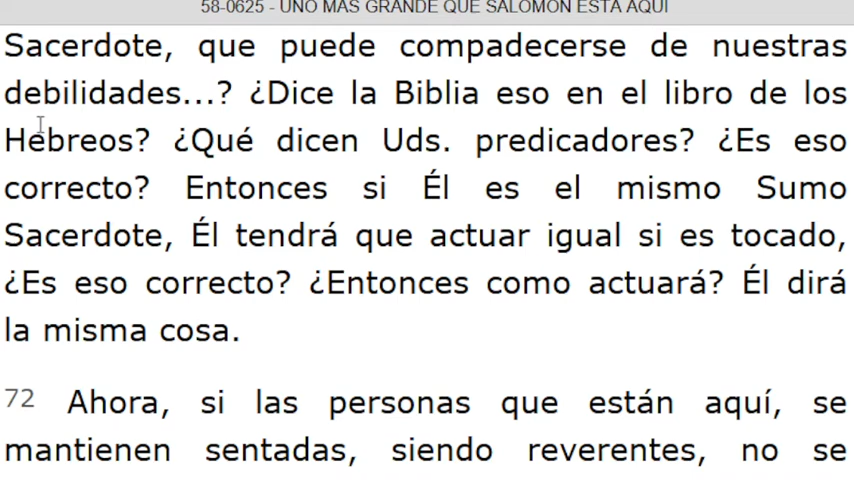 58-0625 - UNO MAS GRANDE QUE SALOMON ESTA AQUI
Sacerdote, que puede compadecerse de nuestras
debilidades...? ¿Dice la Biblia eso en el libro de los
Hebreos? ¿Qué dicen Uds. predicadores? ¿Es eso
correcto? Entonces si Él es el mismo Sumo
Sacerdote, Él tendrá que actuar igual si es tocado,
¿Es eso correcto? ¿Entonces como actuará? Él dirá
la misma cosa.
72 Ahora, si las personas que están aquí, se
mantienen sentadas, siendo reverentes, no se